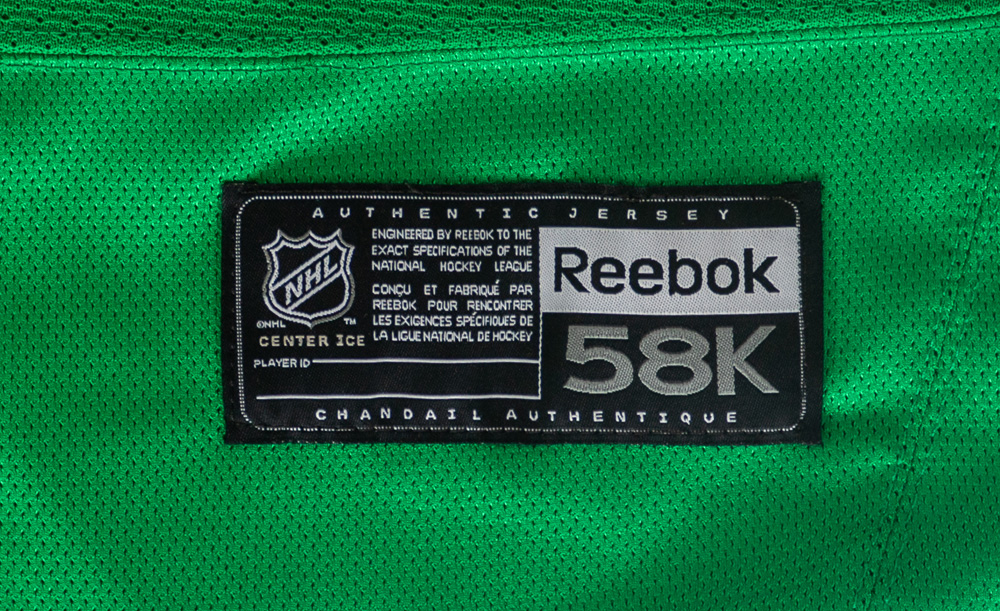 AUTHENTIC JERSEY
NHL
©NHL
TM
CENTER ICE
ENGINEERED BY REEBOK TO THE
EXACT SPECIFICATIONS OF THE
NATIONAL HOCKEY LEAGUE
CONÇU ET FABRIQUÉ PAR
REEBOK POUR RENCONTRER
LES EXIGENCES SPÉCIFIQUES DE
LA LIGUE NATIONAL DE HOCKEY
Reebok
58K
PLAYER ID
CHANDAIL AUTHENTIQUE